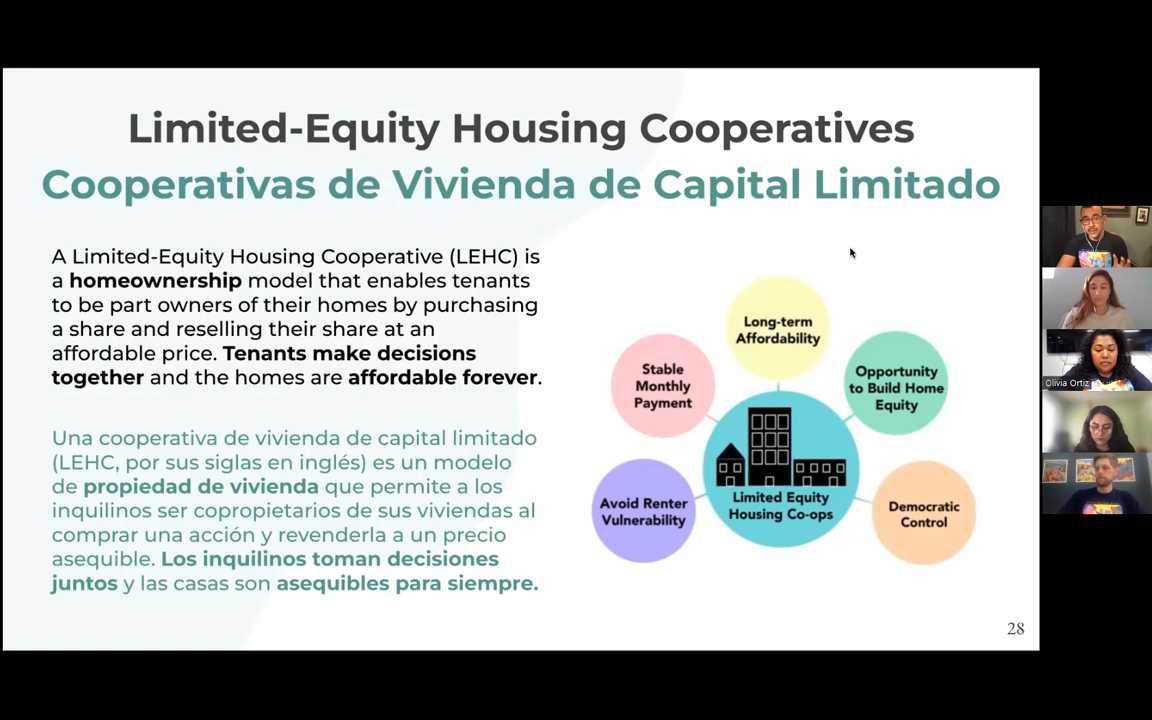 Limited-Equity Housing Cooperatives
Cooperativas de Vivienda de Capital Limitado
A Limited-Equity Housing Cooperative (LEHC) is
a homeownership model that enables tenants
to be part owners of their homes by purchasing
a share and reselling their share at an
affordable price. Tenants make decisions
together and the homes are affordable forever.
Una cooperativa de vivienda de capital limitado
(LEHC, por sus siglas en inglés) es un modelo
de propiedad de vivienda que permite a los
inquilinos ser copropietarios de sus viviendas al
comprar una acción y revenderla a un precio
asequible. Los inquilinos toman decisiones
juntos y las casas son asequibles para siempre.
Long-term
Affordability
Stable
Monthly
Payment
Opportunity
to Build Home
Equity
Avoid Renter
Vulnerability
Limited Equity
Housing Co-ops
Democratic
Control
28
Olivia Ortiz